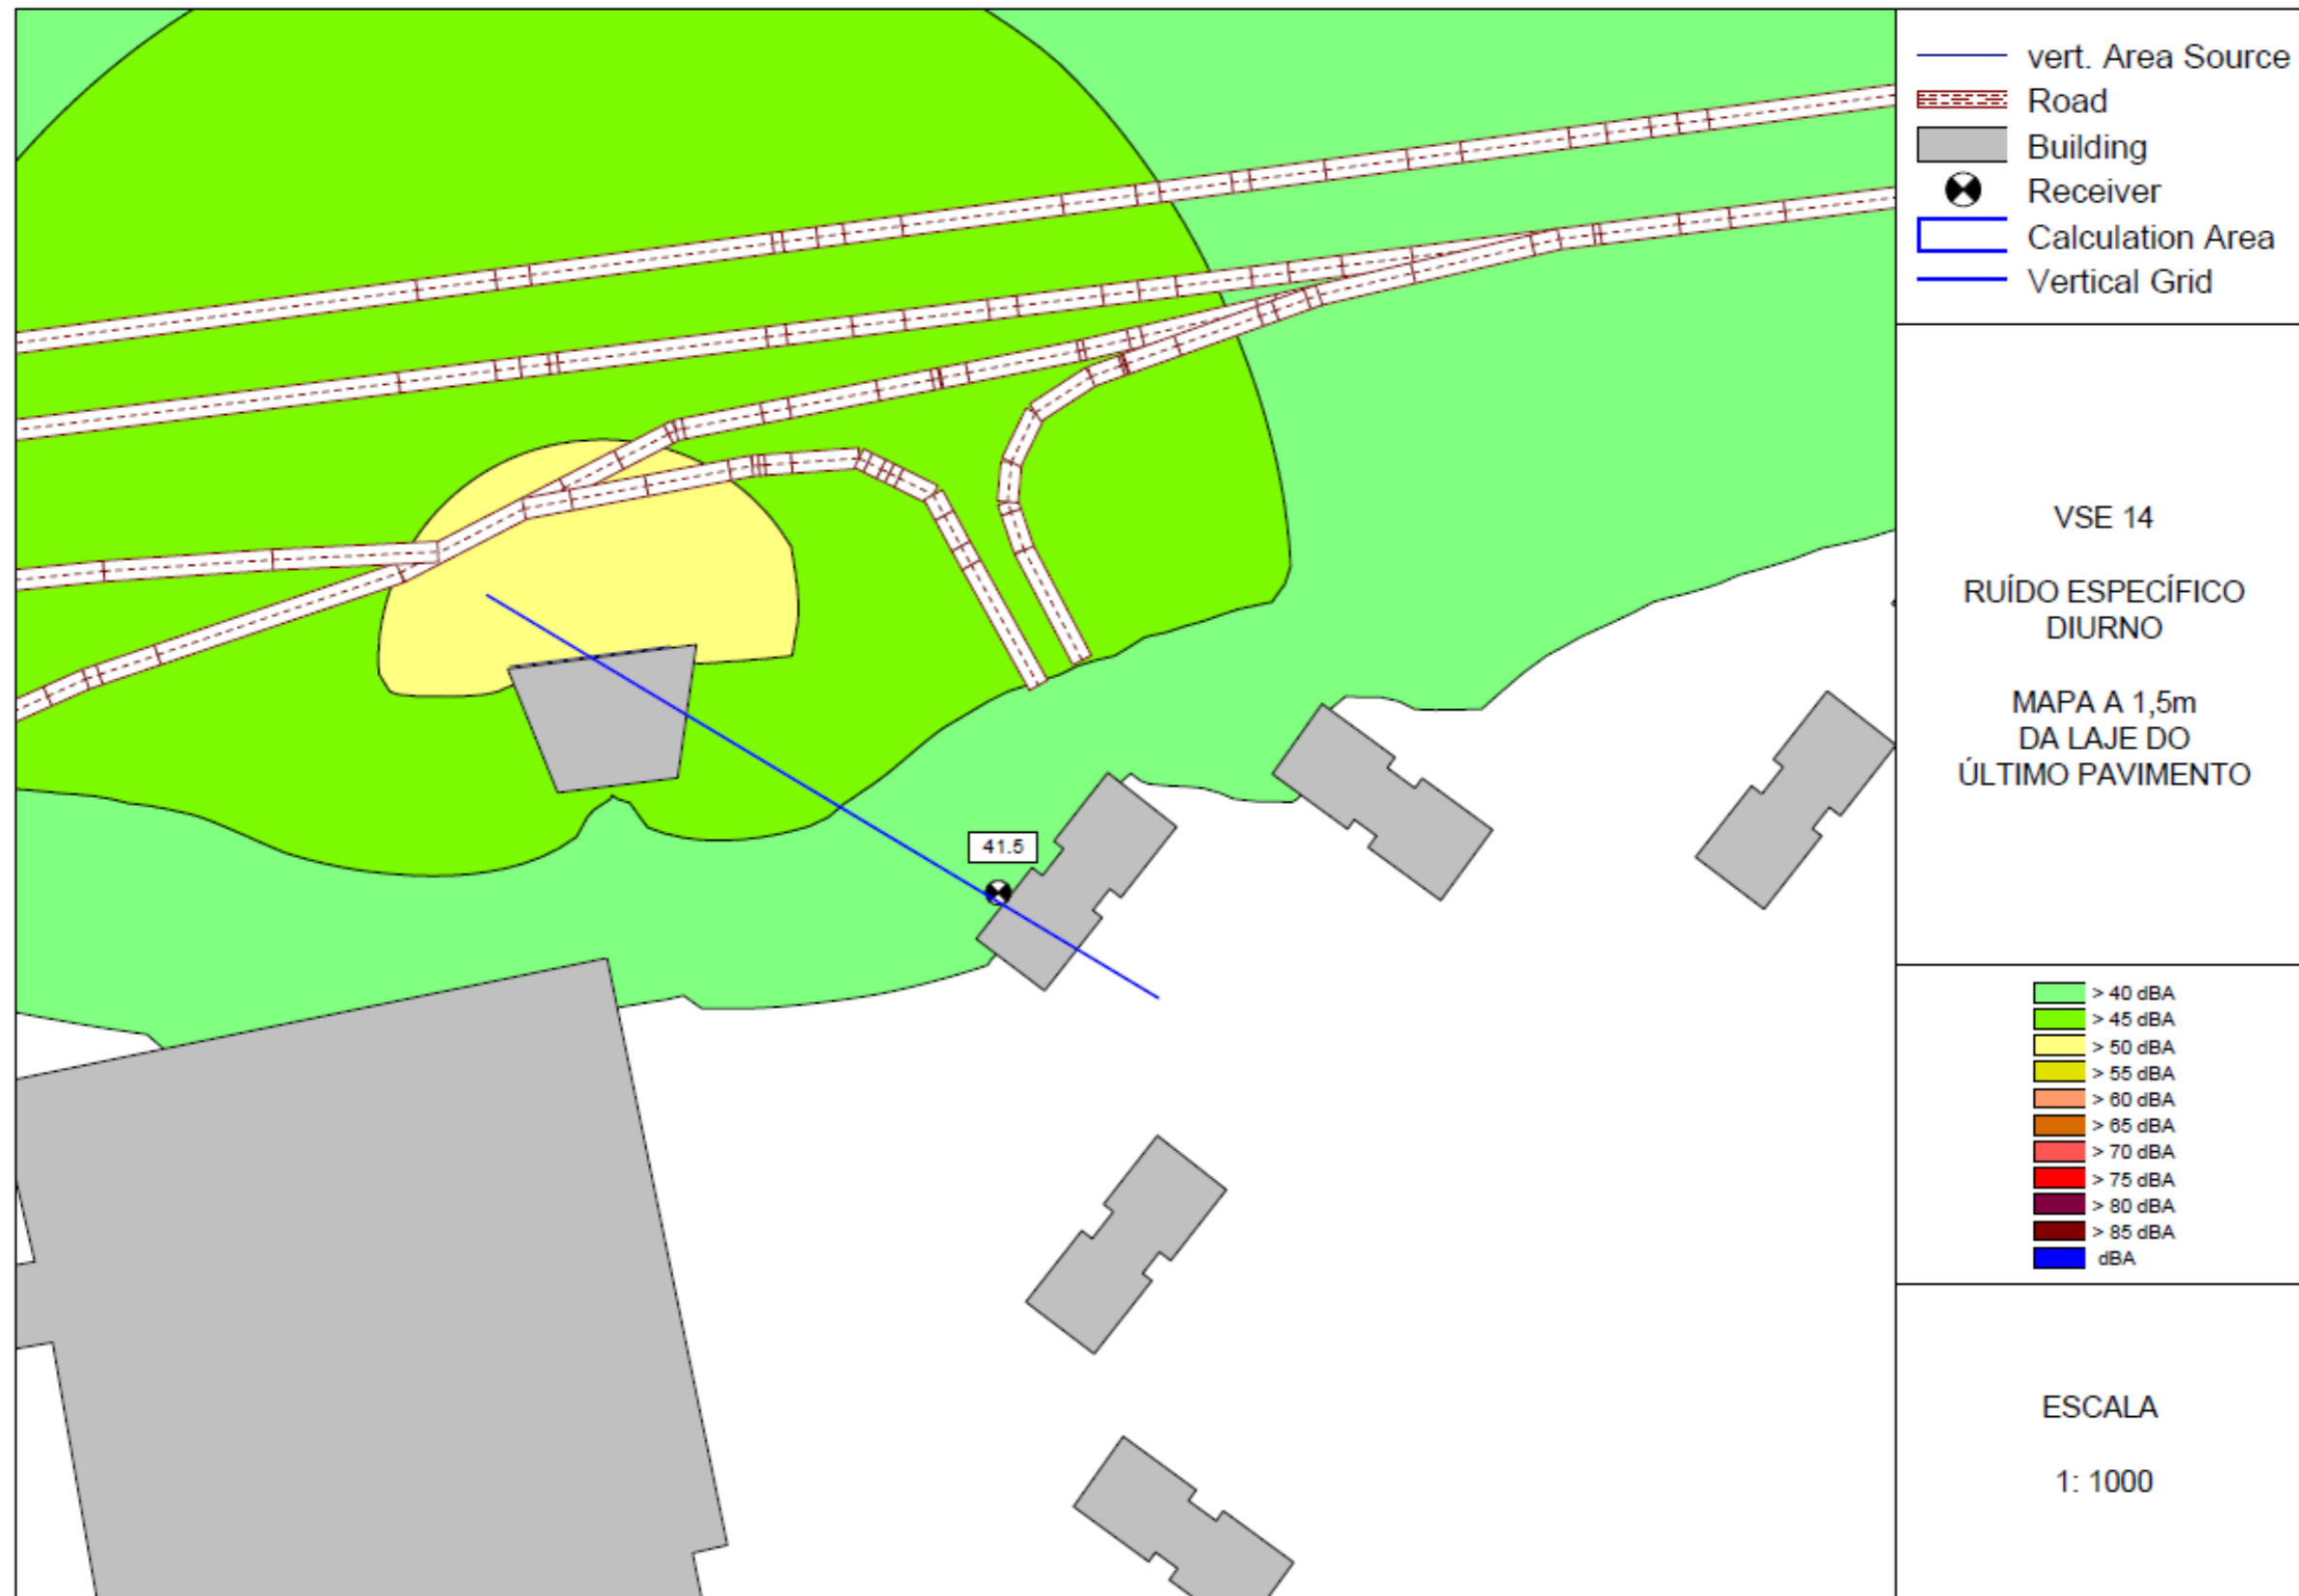 vert. Area Source
Road
Building
Receiver
Calculation Area
Vertical Grid
VSE 14
RUÍDO ESPECÍFICO
DIURNO
MAPA A 1,5m
DA LAJE DO
ÚLTIMO PAVIMENTO
41.5
> 40 dBA
> 45 dBA
> 50 dBA
> 55 dBA
> 60 dBA
> 65 dBA
> 70 dBA
> 75 dBA
> 80 dBA
> 85 dBA
dBA
ESCALA
1: 1000